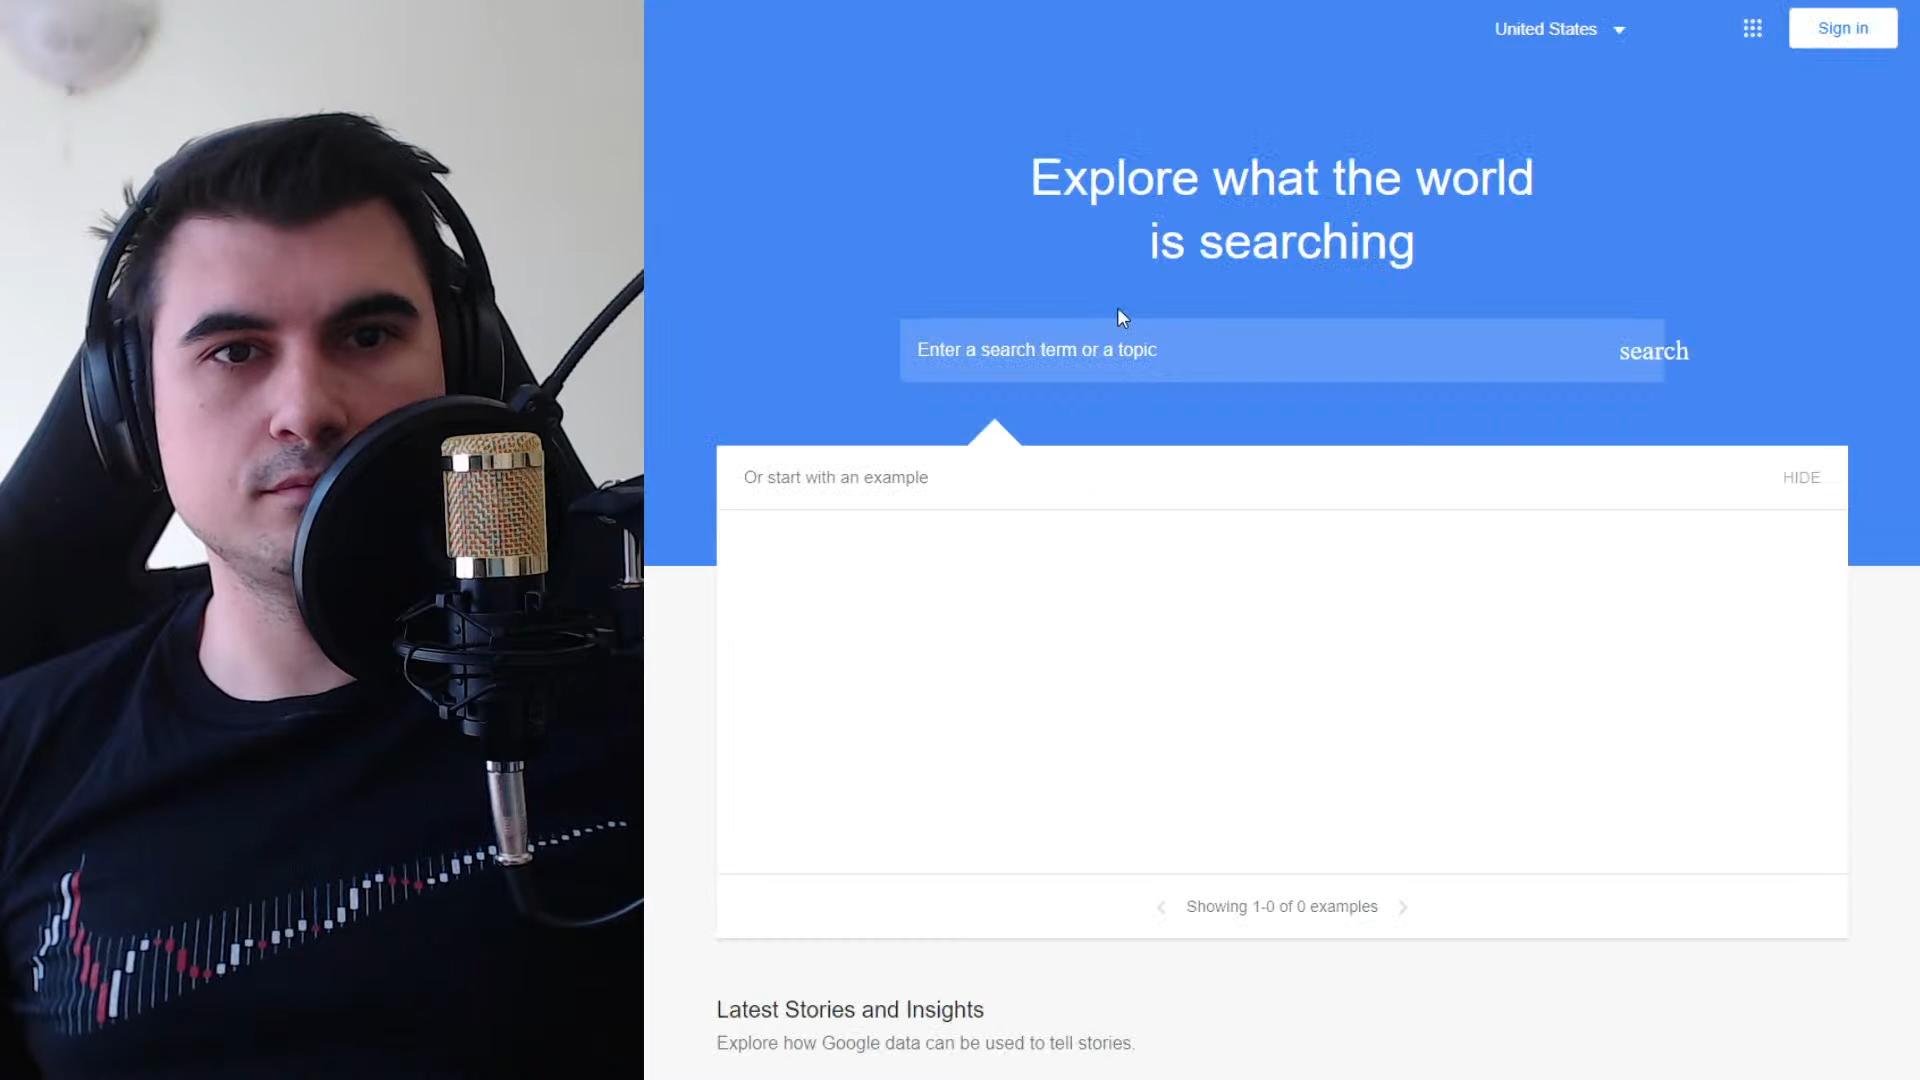 United States
Sign in
Explore what the world
is searching
Enter a search term or a topic
search
Or start with an example
HIDE
Showing 1-0 of 0 examples
Latest Stories and Insights
Explore how Google data can be used to tell stories.